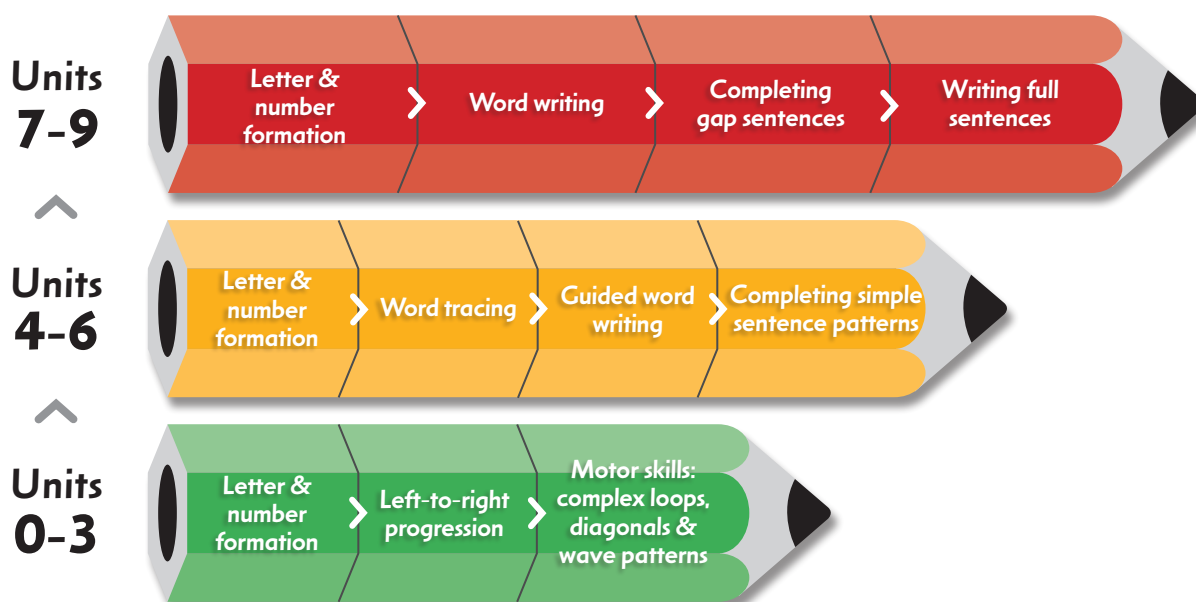 Units
7-9
Letter &
number
formation
Word writing
Completing
gap sentences
Writing full
sentences
Units
4-6
Letter &
number
formation
Word tracing
Guided word
writing
Completing simple
sentence patterns
Units
0-3
Letter &
number
formation
Left-to-right
progression
Motor skills:
complex loops,
diagonals &
wave patterns